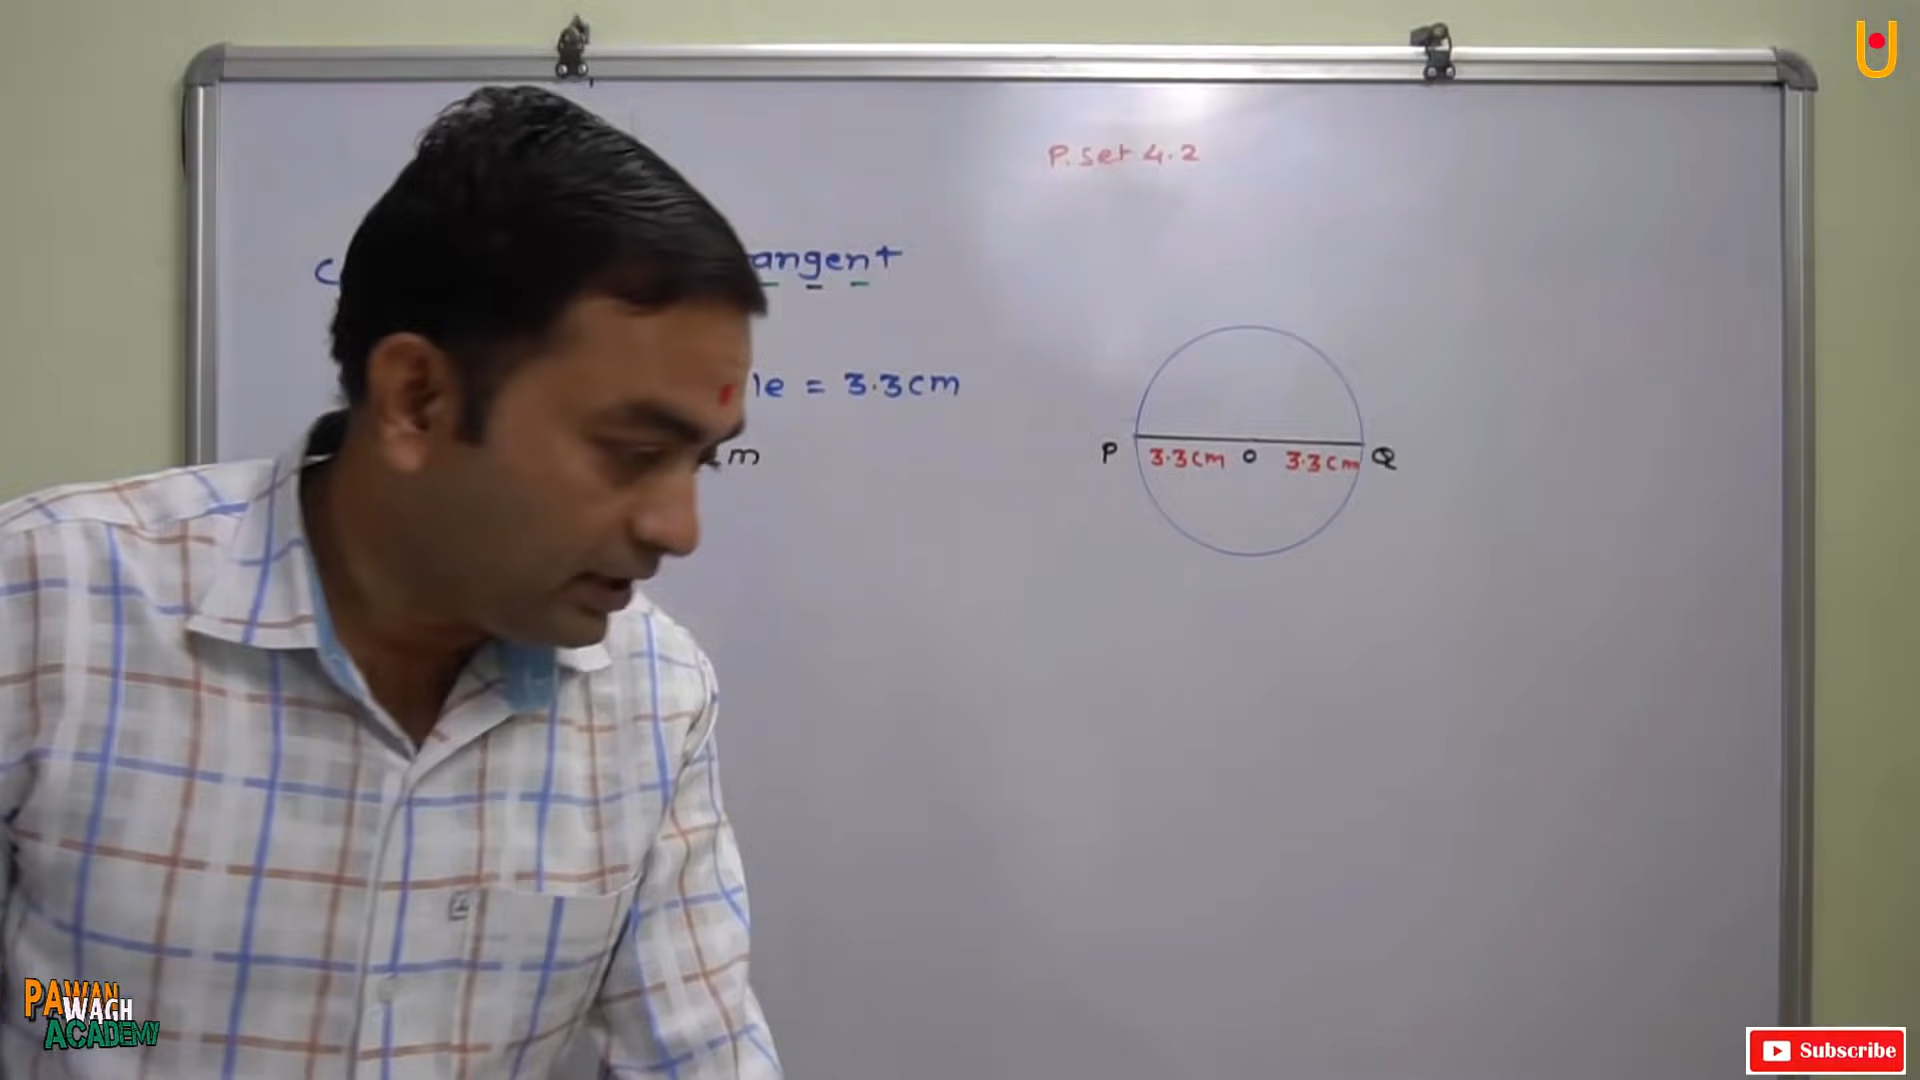 P. Set 4.2
angent
le = 3.3cm
m
P 3.3cm O 3.3cm Q
PAWAN
WAGH
ACADEMY
Subscribe